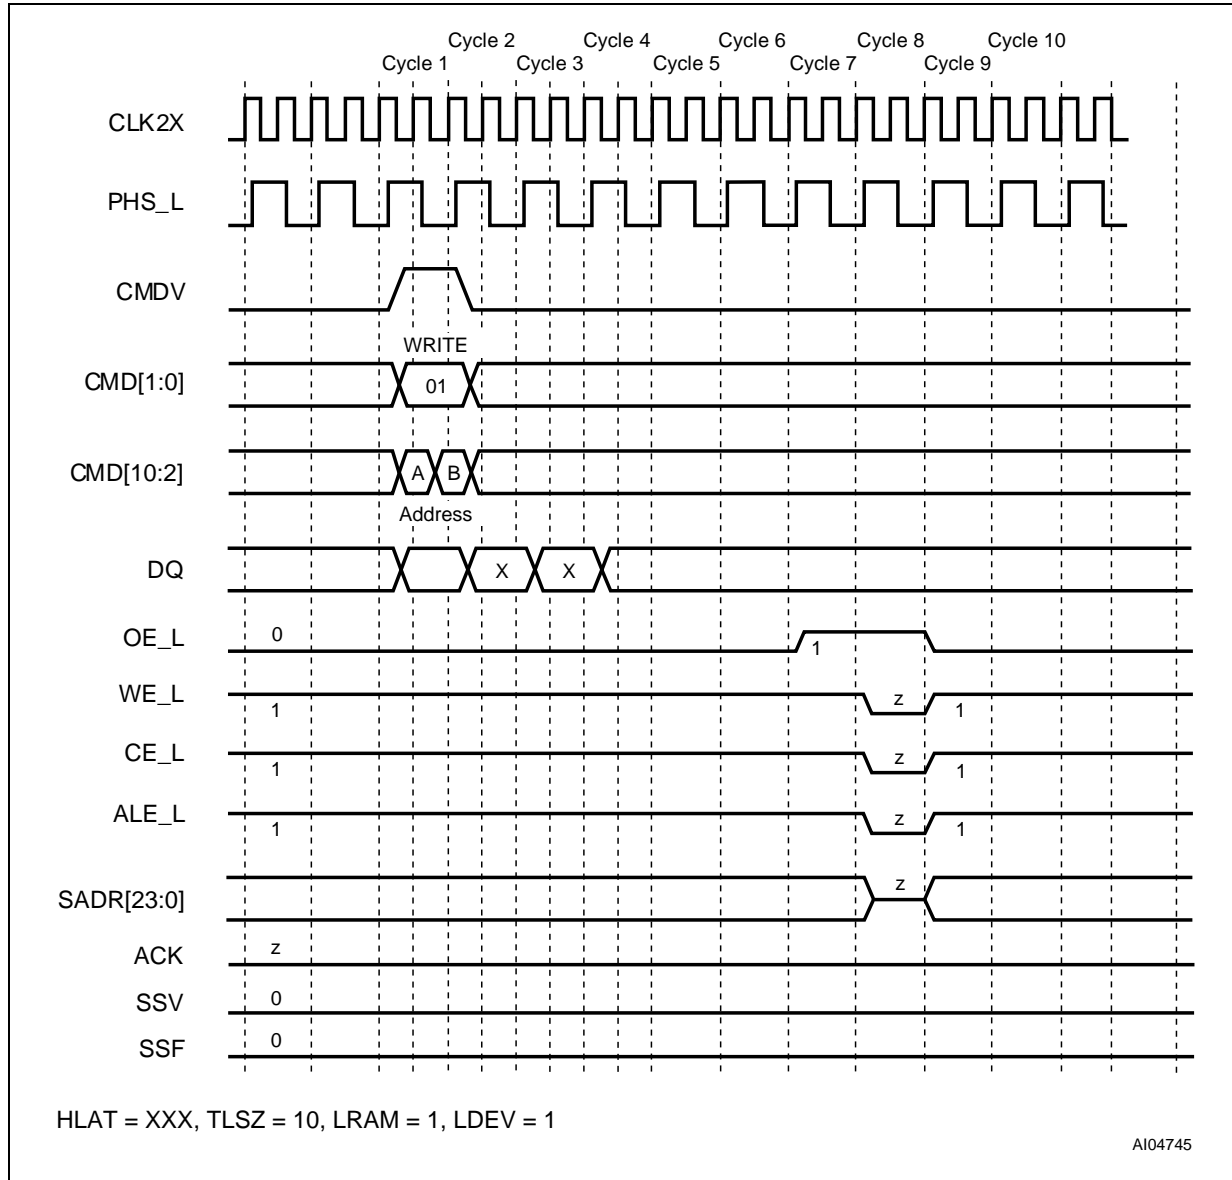 Cycle 2 Cycle 4 Cycle 6 Cycle 8 Cycle 10
Cycle 1 Cycle 3 Cycle 5 Cycle 7 Cycle 9
CLK2X
PHS_L
CMDV
WRITE
CMD[1:0] 01
CMD[10:2] A B
Address
DQ X X
OE_L 0 1
WE_L 1 z 1
CE_L 1 z 1
ALE_L 1 z 1
SADR[23:0] z
ACK z
SSV 0
SSF 0
HLAT = XXX, TLSZ = 10, LRAM = 1, LDEV = 1
AI04745